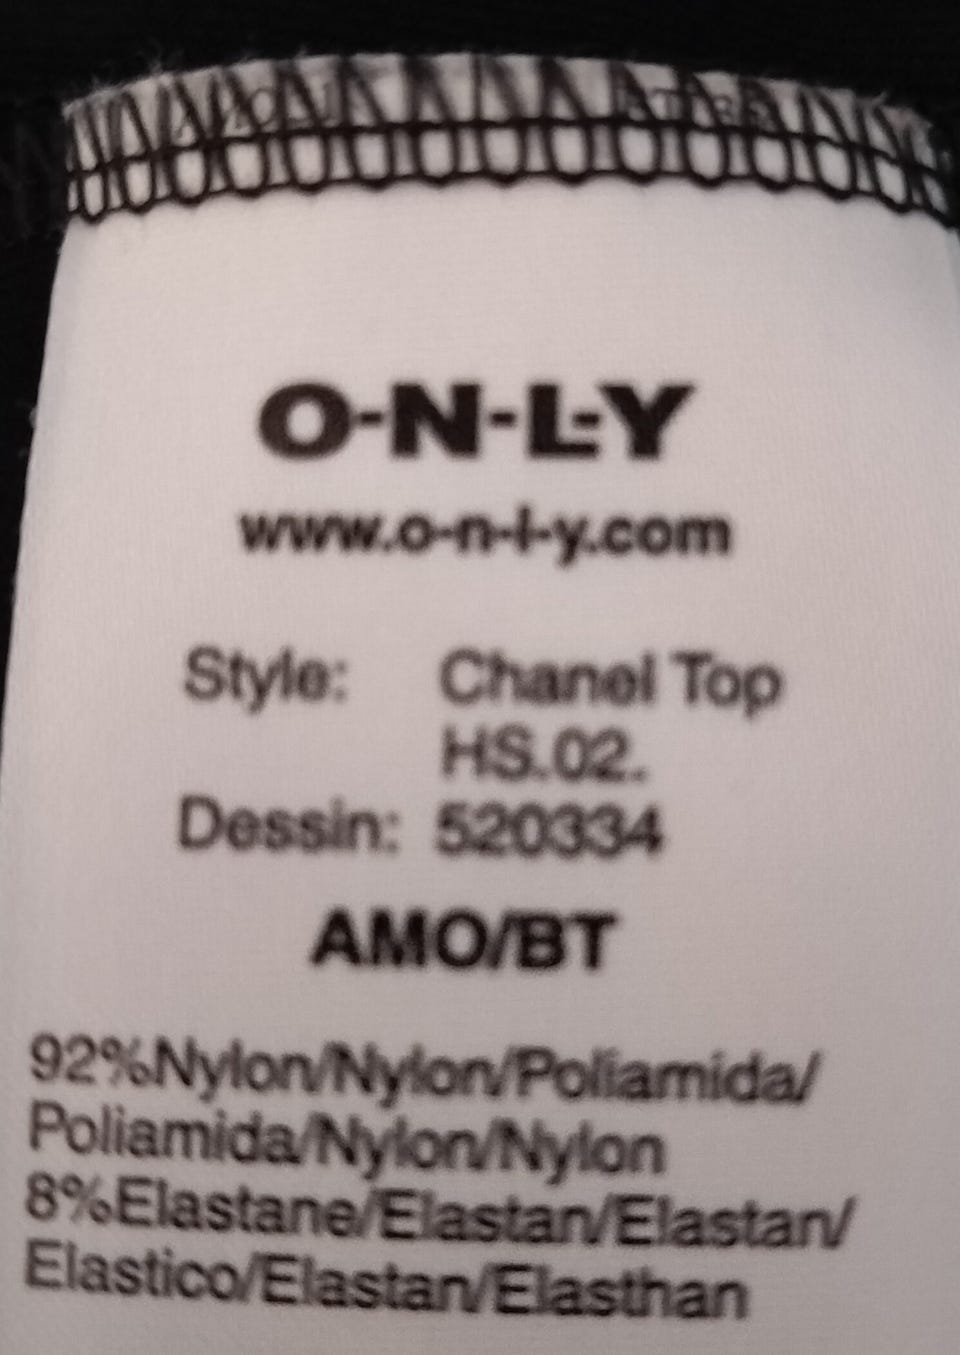 O-N-L-Y
www.o-n-l-y.com
Style: Chanel Top
HS.02.
Dessin: 520334
AMO/BT
92%Nylon/Nylon/Poliamida/
Poliamida/Nylon/Nylon
8%Elastane/Elastan/Elastan/
Elastico/Elastan/Elasthan